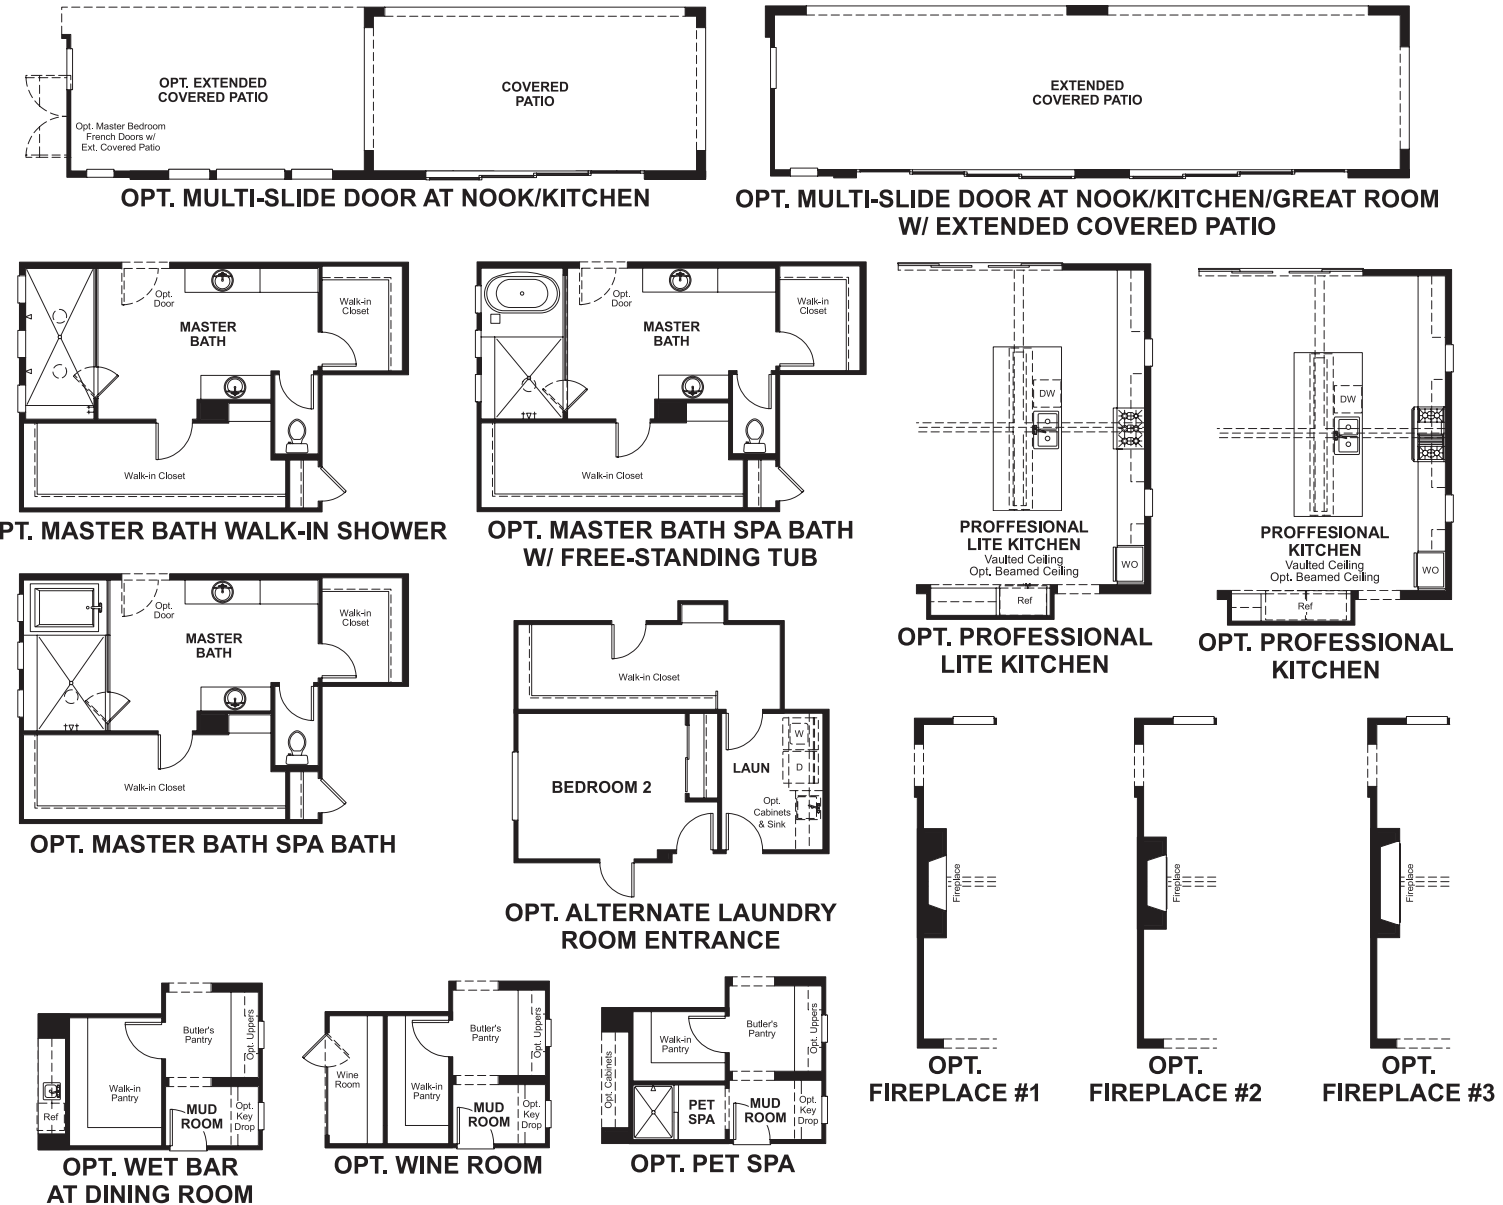 OPT. EXTENDED
COVERED PATIO
Opt. Master Bedroom
French Doors w/
Ext. Covered Patio
COVERED
PATIO
OPT. MULTI-SLIDE DOOR AT NOOK/KITCHEN
EXTENDED
COVERED PATIO
OPT. MULTI-SLIDE DOOR AT NOOK/KITCHEN/GREAT ROOM
W/ EXTENDED COVERED PATIO
Opt.
Door
MASTER
BATH
Walk-in
Closet
Walk-in Closet
PT. MASTER BATH WALK-IN SHOWER
Opt.
Door
MASTER
BATH
Walk-in
Closet
Walk-in Closet
OPT. MASTER BATH SPA BATH
W/ FREE-STANDING TUB
DW
PROFFESIONAL
LITE KITCHEN
Vaulted Ceiling
Opt. Beamed Ceiling
WO
Ref
OPT. PROFESSIONAL
LITE KITCHEN
DW
PROFFESIONAL
KITCHEN
Vaulted Ceiling
Opt. Beamed Ceiling
WO
Ref
OPT. PROFESSIONAL
KITCHEN
Opt.
Door
MASTER
BATH
Walk-in
Closet
Walk-in Closet
OPT. MASTER BATH SPA BATH
Walk-in Closet
BEDROOM 2
LAUN
W
D
Opt.
Cabinets
& Sink
OPT. ALTERNATE LAUNDRY
ROOM ENTRANCE
Fireplace
OPT.
FIREPLACE #1
Fireplace
OPT.
FIREPLACE #2
Fireplace
OPT.
FIREPLACE #3
Butler's
Pantry
Opt. Uppers
Walk-in
Pantry
Ref
MUD
ROOM
Opt.
Key
Drop
OPT. WET BAR
AT DINING ROOM
Butler's
Pantry
Opt. Uppers
Wine
Room
Walk-in
Pantry
MUD
ROOM
Opt.
Key
Drop
OPT. WINE ROOM
Butler's
Pantry
Opt. Uppers
Walk-in
Pantry
Opt. Cabinets
PET
SPA
MUD
ROOM
Opt.
Key
Drop
OPT. PET SPA